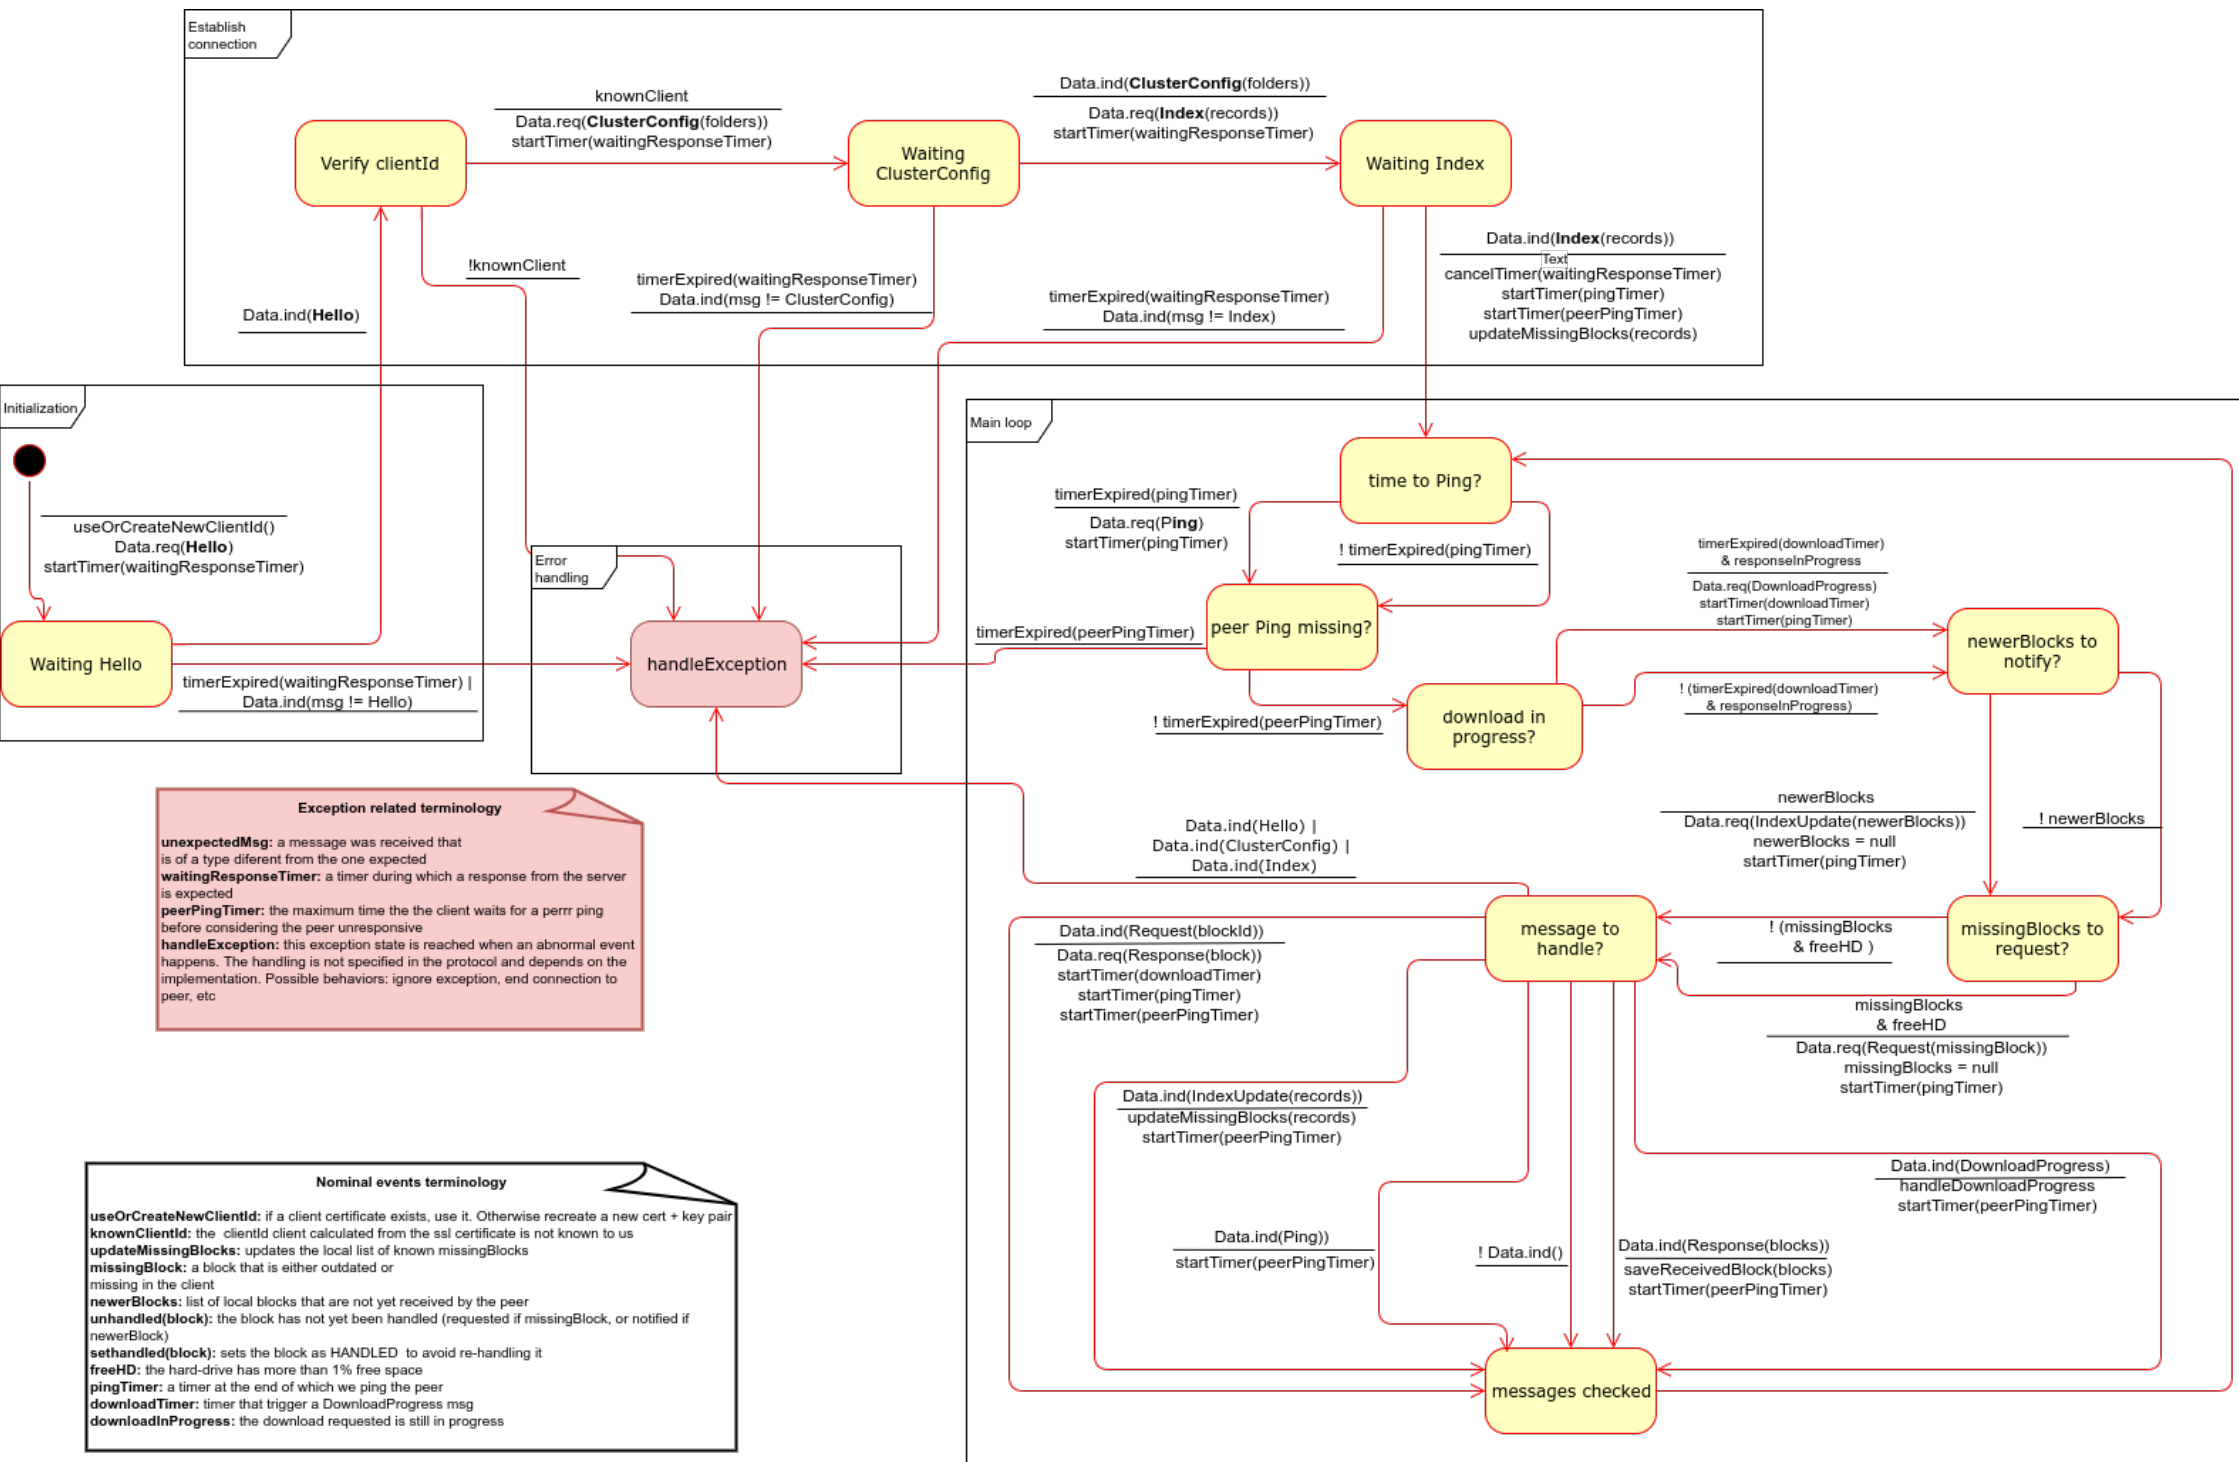 Establish
connection
knownClient
Data.req(ClusterConfig(folders))
startTimer(waitingResponseTimer)
Data.ind(ClusterConfig(folders))
Data.req(Index(records))
startTimer(waitingResponseTimer)
Verify clientId
Waiting
ClusterConfig
Waiting Index
!knownClient
Data.ind(Hello)
timerExpired(waitingResponseTimer)
Data.ind(msg != ClusterConfig)
timerExpired(waitingResponseTimer)
Data.ind(msg != Index)
Data.ind(Index(records))
Text
cancelTimer(waitingResponseTimer)
startTimer(pingTimer)
startTimer(peerPingTimer)
updateMissingBlocks(records)
Initialization
useOrCreateNewClientId()
Data.req(Hello)
startTimer(waitingResponseTimer)
Waiting Hello
timerExpired(waitingResponseTimer) |
Data.ind(msg != Hello)
Error
handling
handleException
Main loop
time to Ping?
timerExpired(pingTimer)
Data.req(Ping)
startTimer(pingTimer)
! timerExpired(pingTimer)
timerExpired(peerPingTimer)
peer Ping missing?
! timerExpired(peerPingTimer)
download in
progress?
timerExpired(downloadTimer)
& responseInProgress
Data.req(DownloadProgress)
startTimer(downloadTimer)
startTimer(pingTimer)
! (timerExpired(downloadTimer)
& responseInProgress)
newerBlocks to
notify?
newerBlocks
Data.req(IndexUpdate(newerBlocks))
newerBlocks = null
startTimer(pingTimer)
! newerBlocks
Data.ind(Hello) |
Data.ind(ClusterConfig) |
Data.ind(Index)
message to
handle?
! (missingBlocks
& freeHD )
missingBlocks to
request?
missingBlocks
& freeHD
Data.req(Request(missingBlock))
missingBlocks = null
startTimer(pingTimer)
Data.ind(Request(blockId))
Data.req(Response(block))
startTimer(downloadTimer)
startTimer(pingTimer)
startTimer(peerPingTimer)
Data.ind(IndexUpdate(records))
updateMissingBlocks(records)
startTimer(peerPingTimer)
Data.ind(Ping))
startTimer(peerPingTimer)
! Data.ind()
Data.ind(Response(blocks))
saveReceivedBlock(blocks)
startTimer(peerPingTimer)
Data.ind(DownloadProgress)
handleDownloadProgress
startTimer(peerPingTimer)
messages checked
Exception related terminology
unexpectedMsg: a message was received that
is of a type diferent from the one expected
waitingResponseTimer: a timer during which a response from the server
is expected
peerPingTimer: the maximum time the the client waits for a perrr ping
before considering the peer unresponsive
handleException: this exception state is reached when an abnormal event
happens. The handling is not specified in the protocol and depends on the
implementation. Possible behaviors: ignore exception, end connection to
peer, etc
Nominal events terminology
useOrCreateNewClientId: if a client certificate exists, use it. Otherwise recreate a new cert + key pair
knownClientId: the clientId client calculated from the ssl certificate is not known to us
updateMissingBlocks: updates the local list of known missingBlocks
missingBlock: a block that is either outdated or
missing in the client
newerBlocks: list of local blocks that are not yet received by the peer
unhandled(block): the block has not yet been handled (requested if missingBlock, or notified if
newerBlock)
sethandled(block): sets the block as HANDLED to avoid re-handling it
freeHD: the hard-drive has more than 1% free space
pingTimer: a timer at the end of which we ping the peer
downloadTimer: timer that trigger a DownloadProgress msg
downloadInProgress: the download requested is still in progress